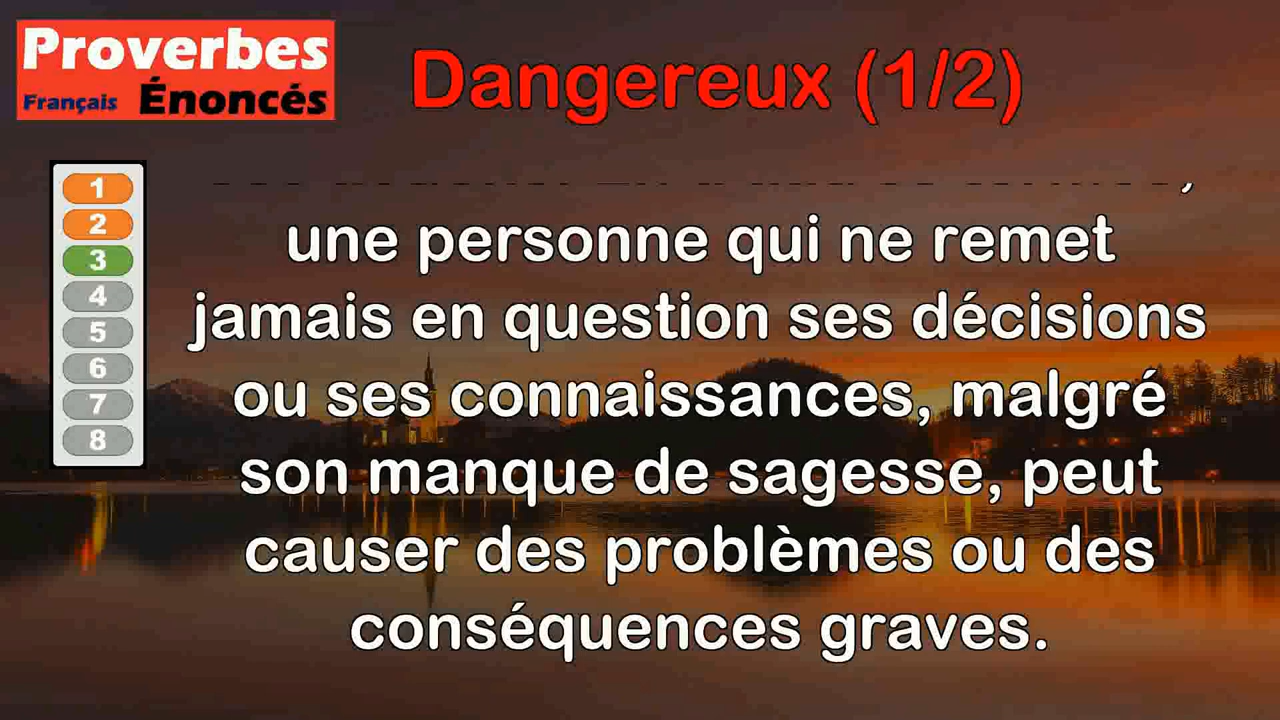 Proverbes
Français Énoncés
Dangereux (1/2)
1
2
3
4
5
6
7
8
une personne qui ne remet
jamais en question ses décisions
ou ses connaissances, malgré
son manque de sagesse, peut
causer des problèmes ou des
conséquences graves.